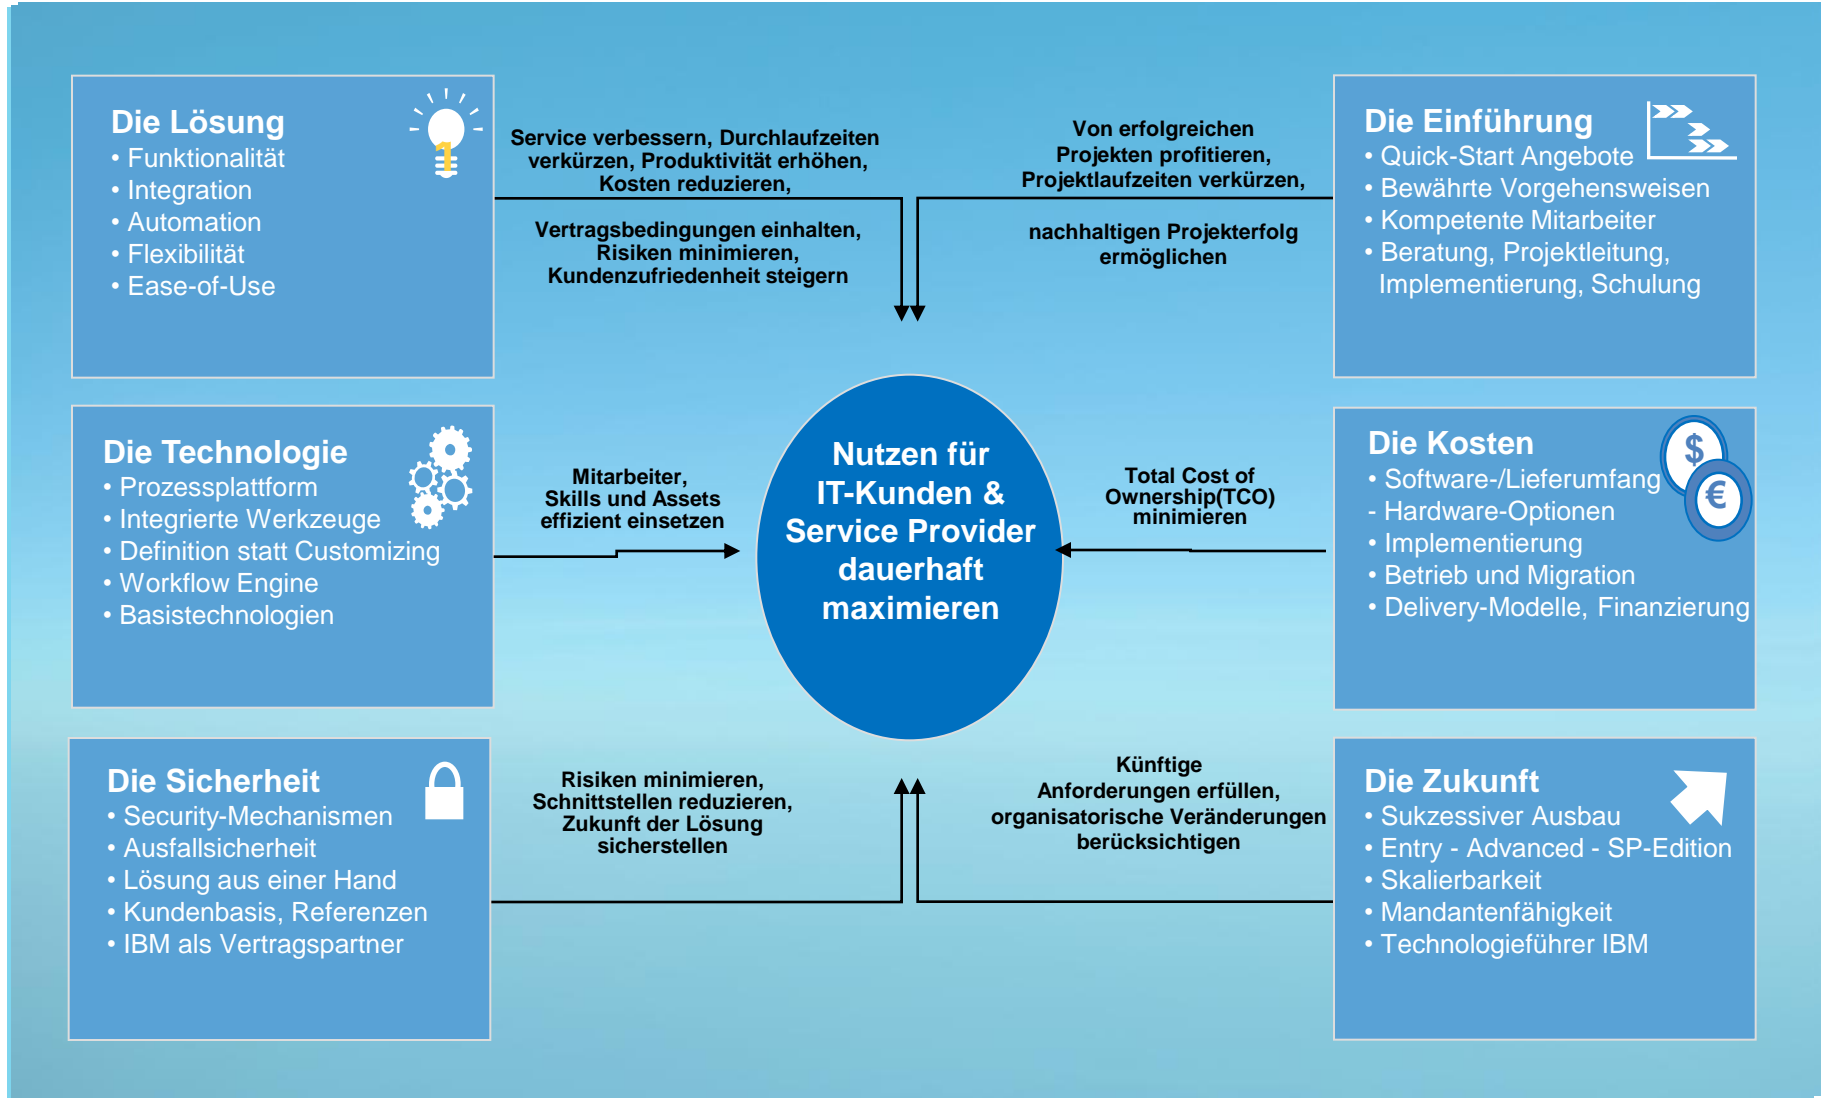 Die Lösung
1
• Funktionalität
• Integration
• Automation
• Flexibilität
• Ease-of-Use
Service verbessern, Durchlaufzeiten
verkürzen, Produktivität erhöhen,
Kosten reduzieren,
Vertragsbedingungen einhalten,
Risiken minimieren,
Kundenzufriedenheit steigern
Von erfolgreichen
Projekten profitieren,
Projektlaufzeiten verkürzen,
nachhaltigen Projekterfolg
ermöglichen
Die Einführung
• Quick-Start Angebote
• Bewährte Vorgehensweisen
• Kompetente Mitarbeiter
• Beratung, Projektleitung,
Implementierung, Schulung
Die Technologie
• Prozessplattform
• Integrierte Werkzeuge
• Definition statt Customizing
• Workflow Engine
• Basistechnologien
Mitarbeiter,
Skills und Assets
effizient einsetzen
Nutzen für
IT-Kunden &
Service Provider
dauerhaft
maximieren
Total Cost of
Ownership(TCO)
minimieren
Die Kosten
$
€
• Software-/Lieferumfang
- Hardware-Optionen
• Implementierung
• Betrieb und Migration
• Delivery-Modelle, Finanzierung
Die Sicherheit
• Security-Mechanismen
• Ausfallsicherheit
• Lösung aus einer Hand
• Kundenbasis, Referenzen
• IBM als Vertragspartner
Risiken minimieren,
Schnittstellen reduzieren,
Zukunft der Lösung
sicherstellen
Künftige
Anforderungen erfüllen,
organisatorische Veränderungen
berücksichtigen
Die Zukunft
• Sukzessiver Ausbau
• Entry - Advanced - SP-Edition
• Skalierbarkeit
• Mandantenfähigkeit
• Technologieführer IBM